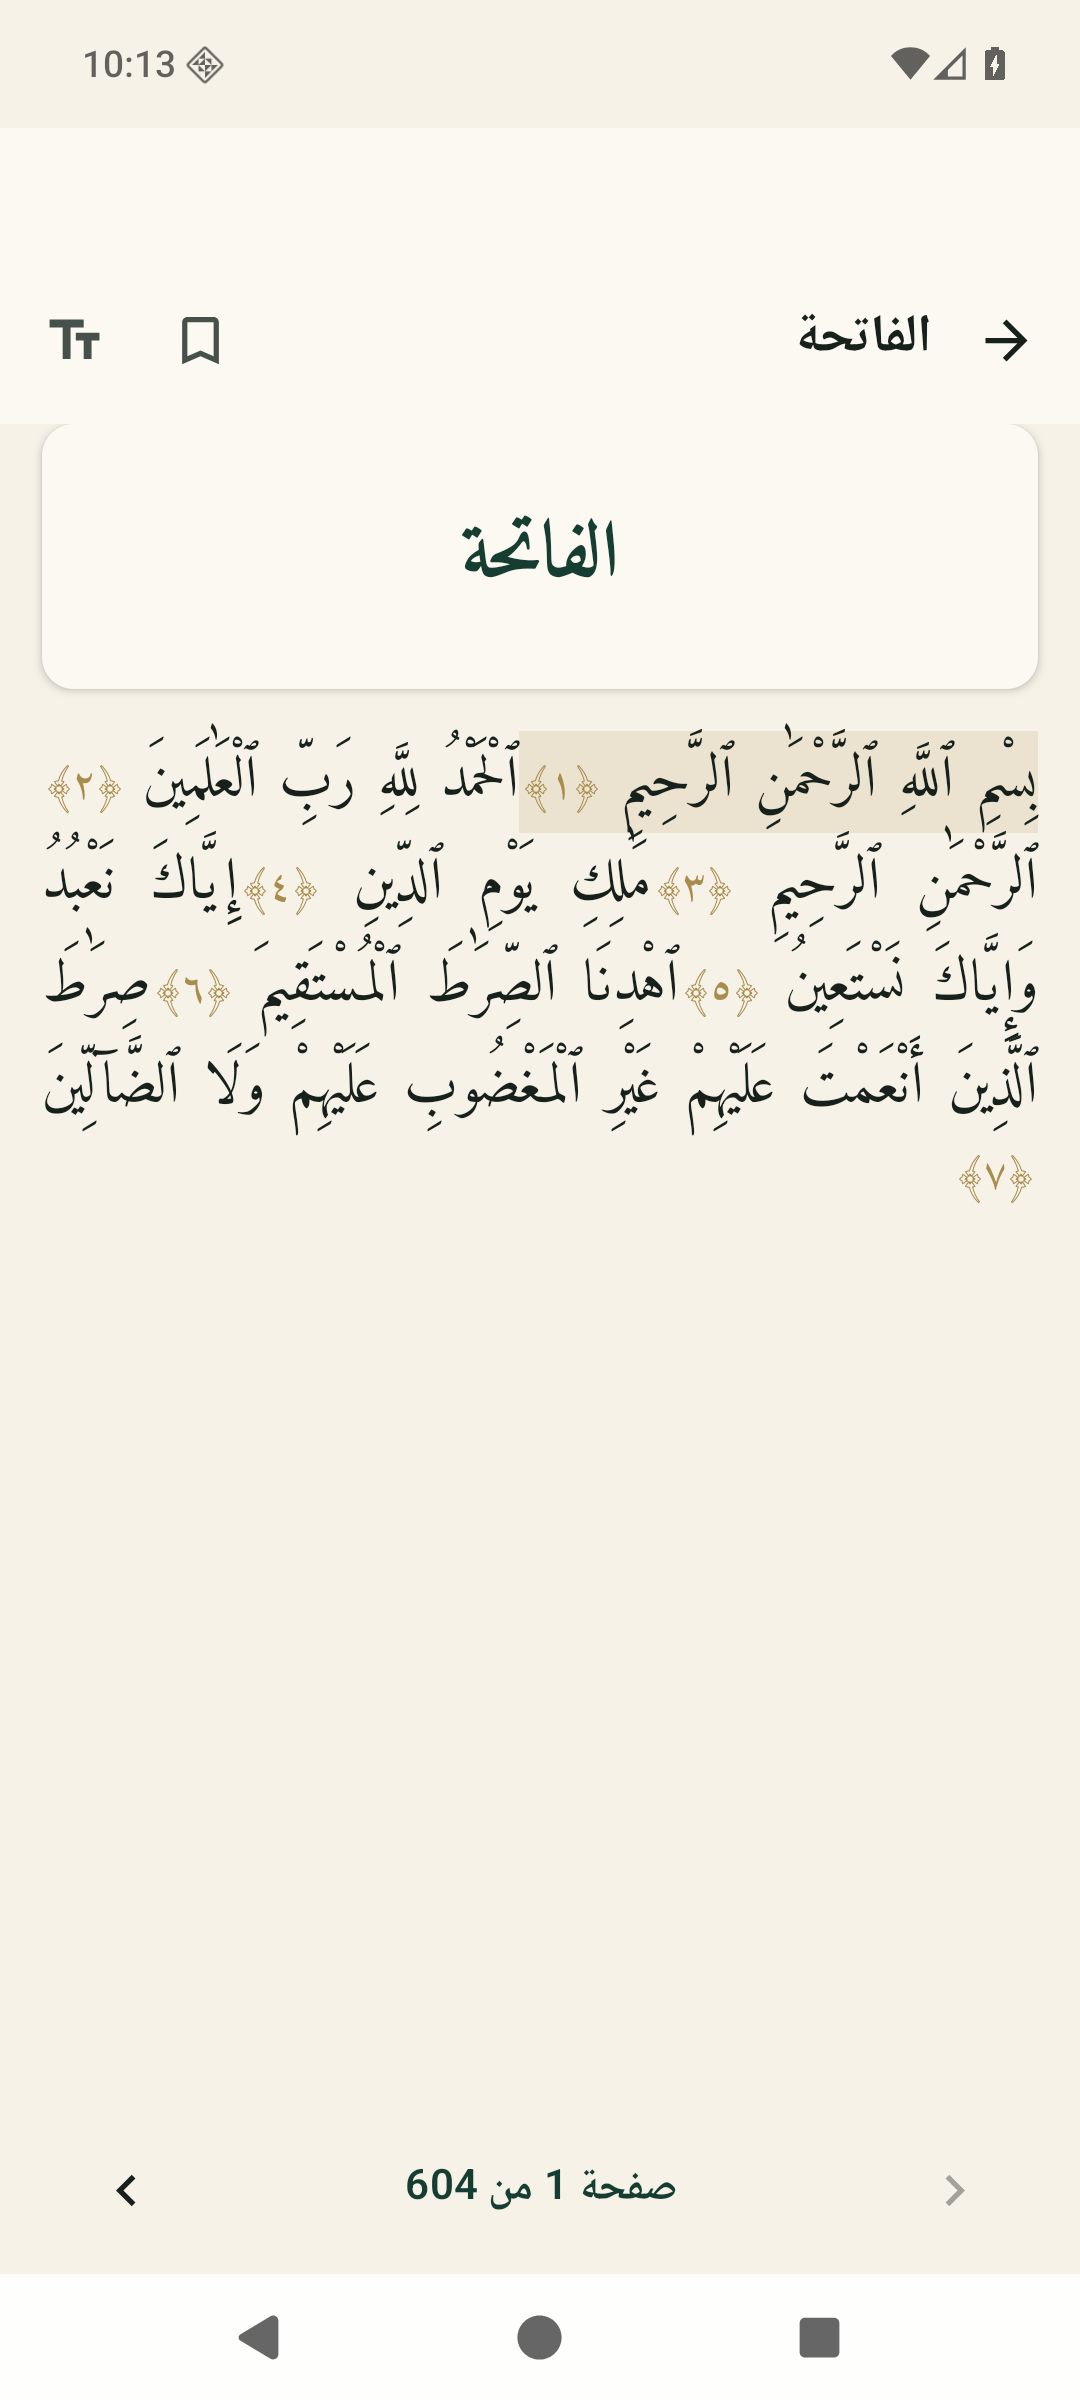 10:13
الفاتحة
الفاتحة
بِسْمِ ٱللَّهِ ٱلرَّحْمَٰنِ ٱلرَّحِيمِ ﴿١﴾ٱلْحَمْدُ لِلَّهِ رَبِّ ٱلْعَٰلَمِينَ ﴿٢﴾
ٱلرَّحْمَٰنِ ٱلرَّحِيمِ ﴿٣﴾مَٰلِكِ يَوْمِ ٱلدِّينِ ﴿٤﴾إِيَّاكَ نَعْبُدُ
وَإِيَّاكَ نَسْتَعِينُ ﴿٥﴾ٱهْدِنَا ٱلصِّرَٰطَ ٱلْمُسْتَقِيمَ ﴿٦﴾صِرَٰطَ
ٱلَّذِينَ أَنْعَمْتَ عَلَيْهِمْ غَيْرِ ٱلْمَغْضُوبِ عَلَيْهِمْ وَلَا ٱلضَّآلِّينَ
﴿٧﴾
صفحة 1 من 604